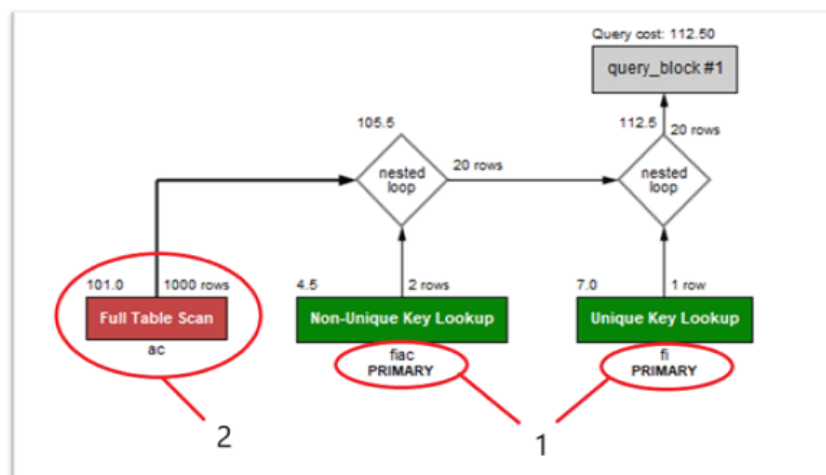 Query cost: 112.50
query_block #1
105.5
112.5
20 rows
nested
loop
20 rows
nested
loop
101.0
1000 rows
4.5
2 rows
7.0
1 row
Full Table Scan
Non-Unique Key Lookup
Unique Key Lookup
ac
fiac
PRIMARY
fi
PRIMARY
2
1